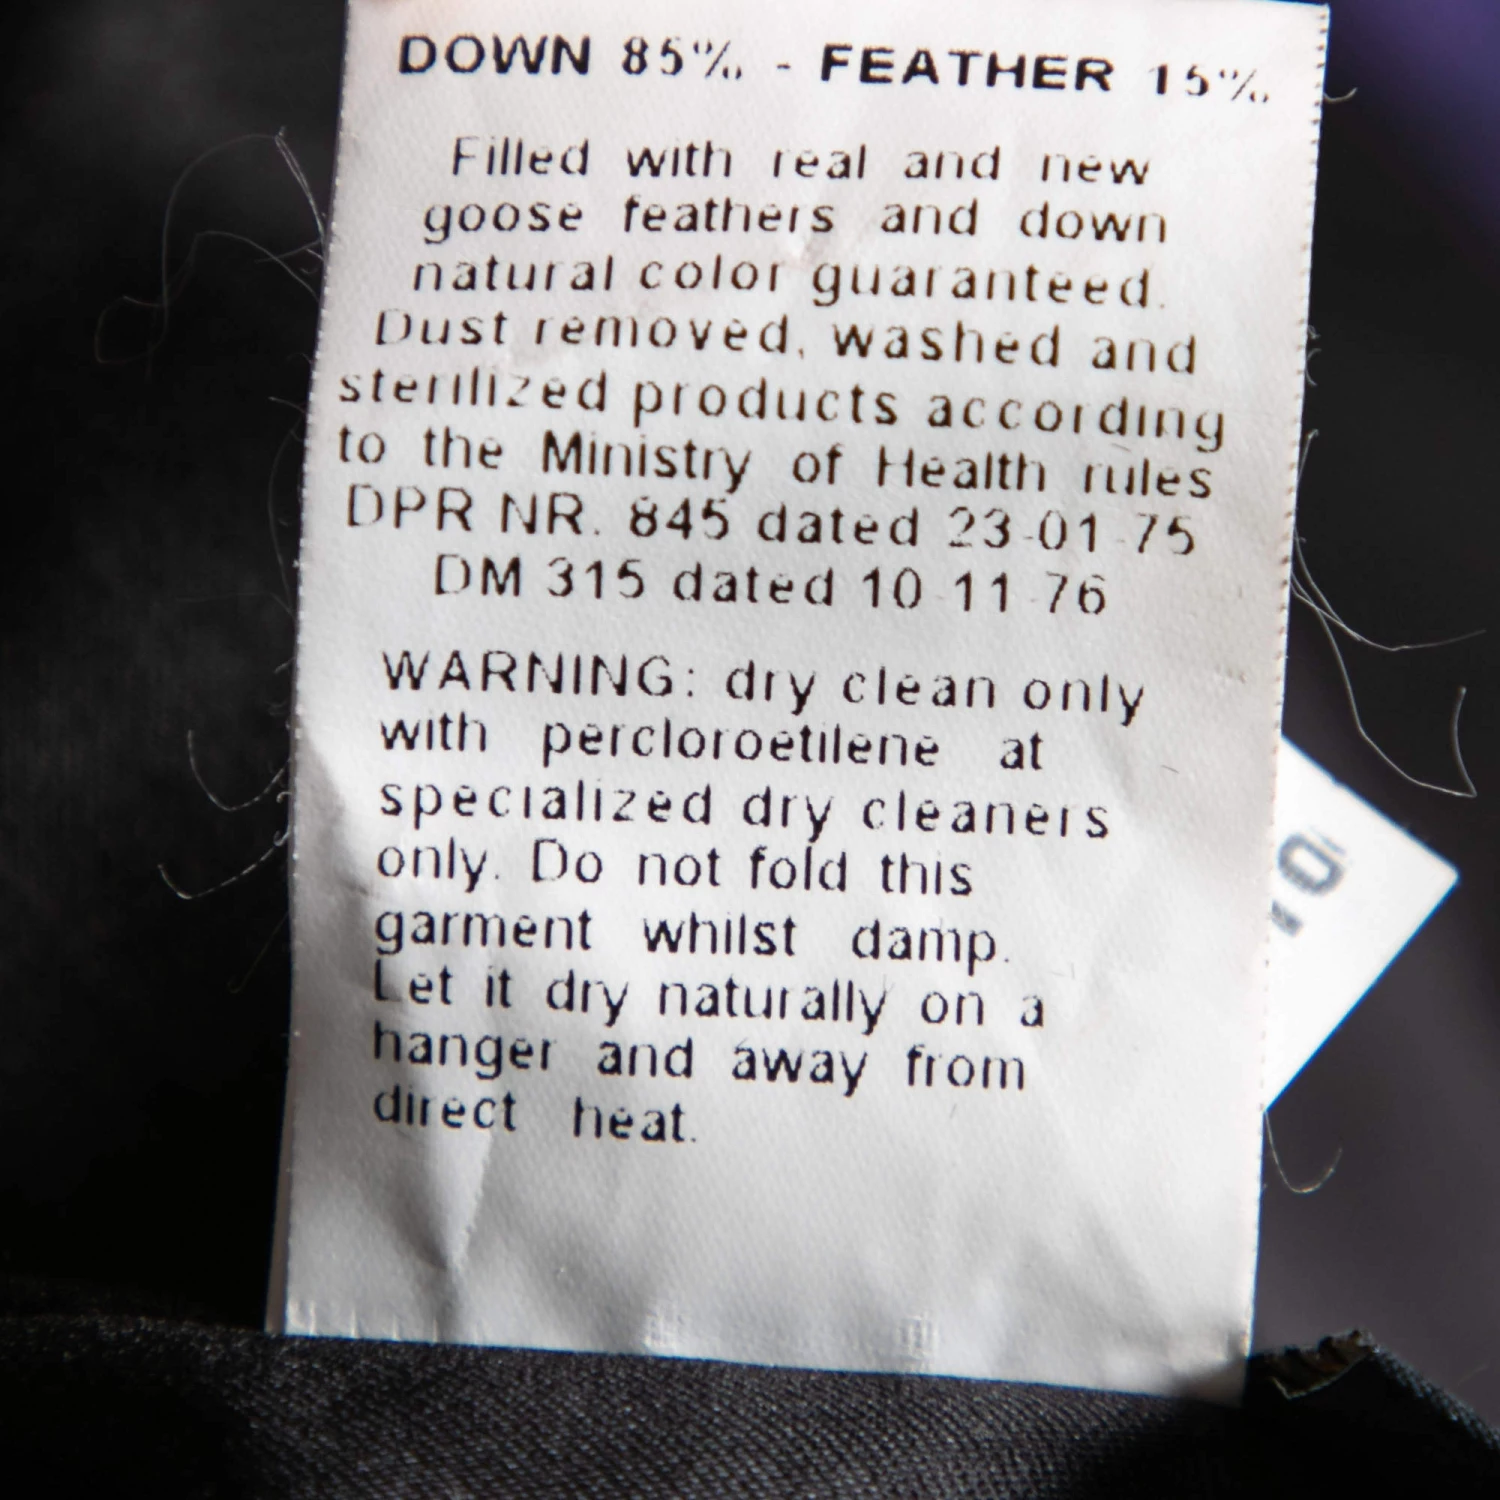 DOWN 85% - FEATHER 15%
Filled with real and new
goose feathers and down
natural color guaranteed.
Dust removed, washed and
sterilized products according
to the Ministry of Health rules
DPR NR. 845 dated 23-01-75
DM 315 dated 10-11-76
WARNING: dry clean only
with percloroetilene at
specialized dry cleaners
only. Do not fold this
garment whilst damp.
Let it dry naturally on a
hanger and away from
direct heat.